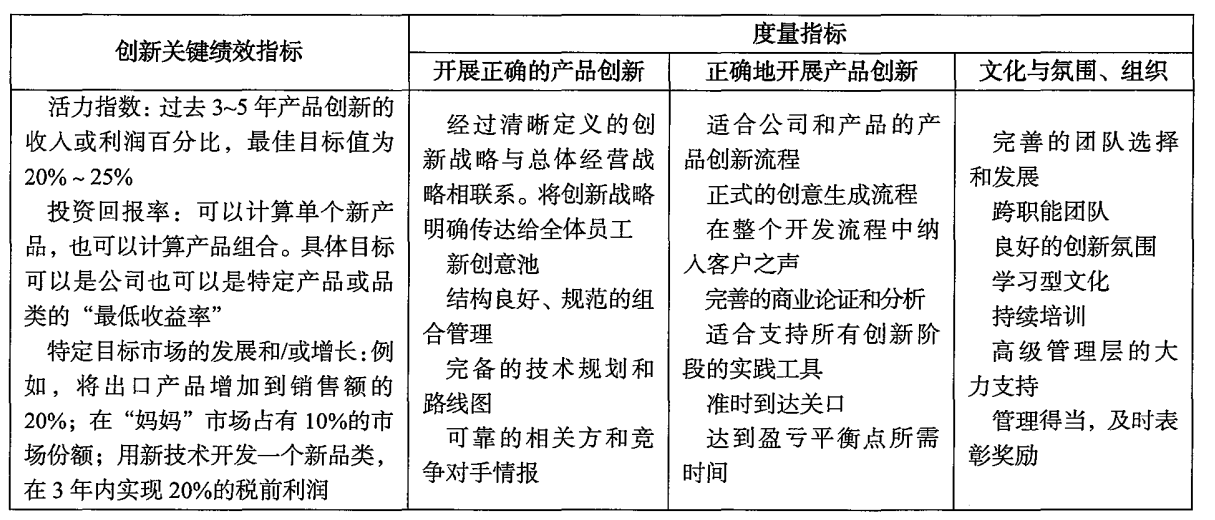 创新关键绩效指标
度量指标
开展正确的产品创新
正确地开展产品创新
文化与氛围、组织
活力指数：过去 3~5 年产品创新的
收入或利润百分比，最佳目标值为
20% ~ 25%
投资回报率：可以计算单个新产
品，也可以计算产品组合。具体目标
可以是公司也可以是特定产品或品
类的“最低收益率”
特定目标市场的发展和/或增长：例
如，将出口产品增加到销售额的
20%；在“妈妈”市场占有 10%的市
场份额；用新技术开发一个新品类，
在 3 年内实现 20%的税前利润
经过清晰定义的创
新战略与总体经营战
略相联系。将创新战略
明确传达给全体员工
新创意池
结构良好、规范的组
合管理
完备的技术规划和
路线图
可靠的相关方和竞
争对手情报
适合公司和产品的产
品创新流程
正式的创意生成流程
在整个开发流程中纳
入客户之声
完善的商业论证和分析
适合支持所有创新阶
段的实践工具
准时到达关口
达到盈亏平衡点所需
时间
完善的团队选择
和发展
跨职能团队
良好的创新氛围
学习型文化
持续培训
高级管理层的大
力支持
管理得当，及时表
彰奖励